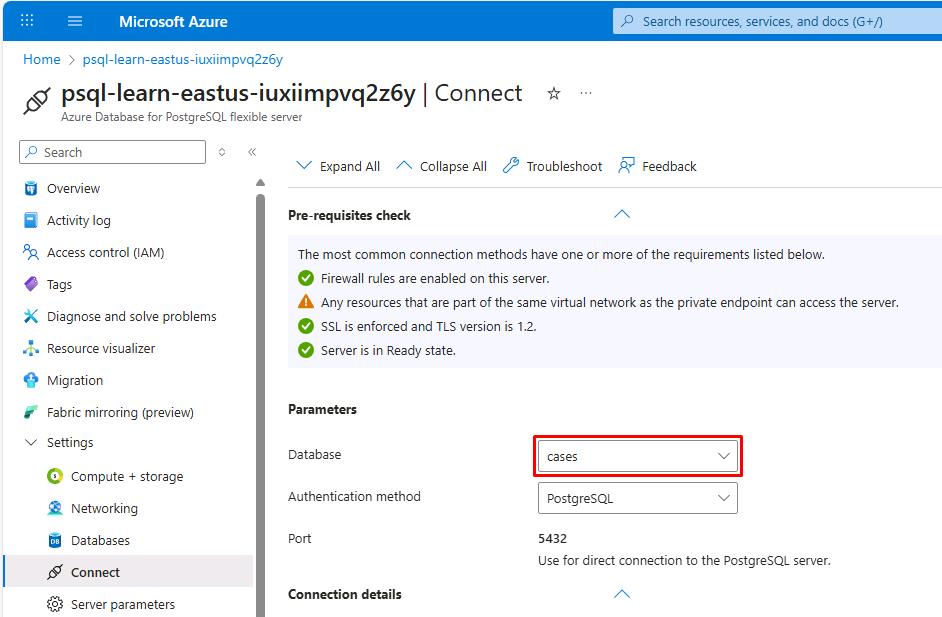 Microsoft Azure
Search resources, services, and docs (G+/)
Home > psql-learn-eastus-iuxiimpvq2z6y
psql-learn-eastus-iuxiimpvq2z6y | Connect
Azure Database for PostgreSQL flexible server
Search
Overview
Activity log
Access control (IAM)
Tags
Diagnose and solve problems
Resource visualizer
Migration
Fabric mirroring (preview)
Settings
Compute + storage
Networking
Databases
Connect
Server parameters
Expand All
Collapse All
Troubleshoot
Feedback
Pre-requisites check
The most common connection methods have one or more of the requirements listed below.
Firewall rules are enabled on this server.
Any resources that are part of the same virtual network as the private endpoint can access the server.
SSL is enforced and TLS version is 1.2.
Server is in Ready state.
Parameters
Database
cases
Authentication method
PostgreSQL
Port
5432
Use for direct connection to the PostgreSQL server.
Connection details